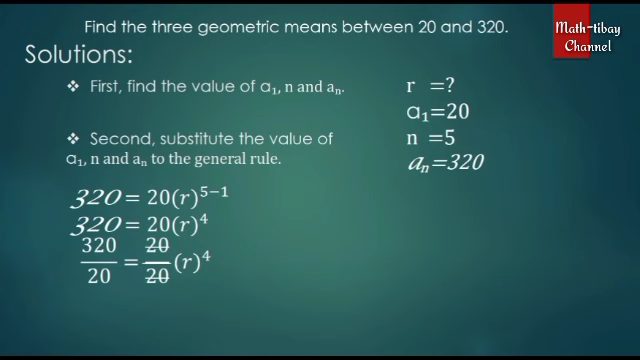 Find the three geometric means between 20 and 320.
Math-tibay
Channel
Solutions:
❖ First, find the value of a₁, n and aₙ.
❖ Second, substitute the value of
a₁, n and aₙ to the general rule.
r =?
a₁=20
n =5
aₙ=320
320 = 20(r)⁵⁻¹
320 = 20(r)⁴
320/20 = 20/20 (r)⁴